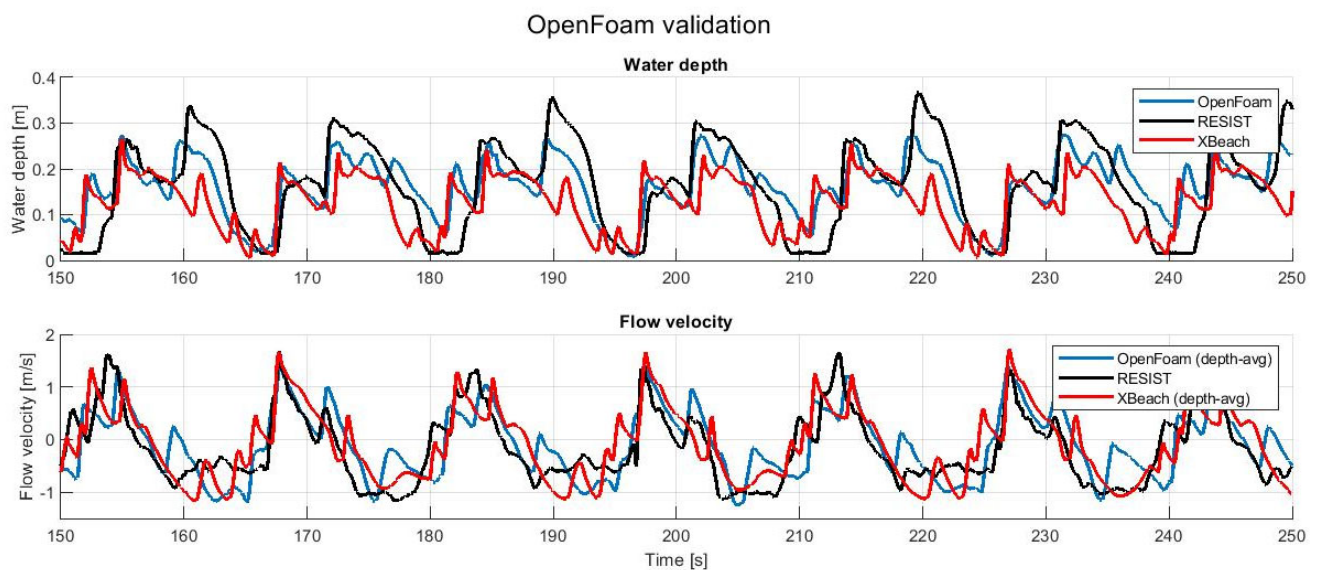 OpenFoam validation
Water depth
Water depth [m]
0.4
0.3
0.2
0.1
0
OpenFoam
RESIST
XBeach
150 160 170 180 190 200 210 220 230 240 250
Flow velocity
Flow velocity [m/s]
2
1
0
-1
OpenFoam (depth-avg)
RESIST
XBeach (depth-avg)
150 160 170 180 190 200 210 220 230 240 250
Time [s]